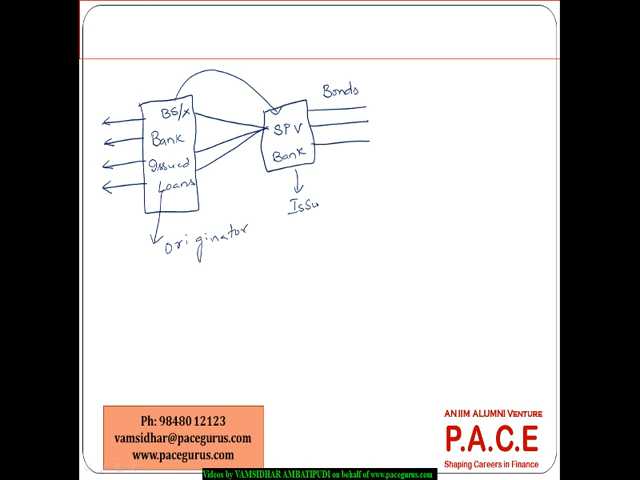 Bonds
BS/x
Bank
Issued
Loans
SPV
Bank
Issu
Originator
Ph: 98480 12123
vamsidhar@pacegurus.com
www.pacegurus.com
AN IIM ALUMNI VENTURE
P.A.C.E
Shaping Careers in Finance
Videos by VAMSIDHAR AMBATIPUDI on behalf of www.pacegurus.com